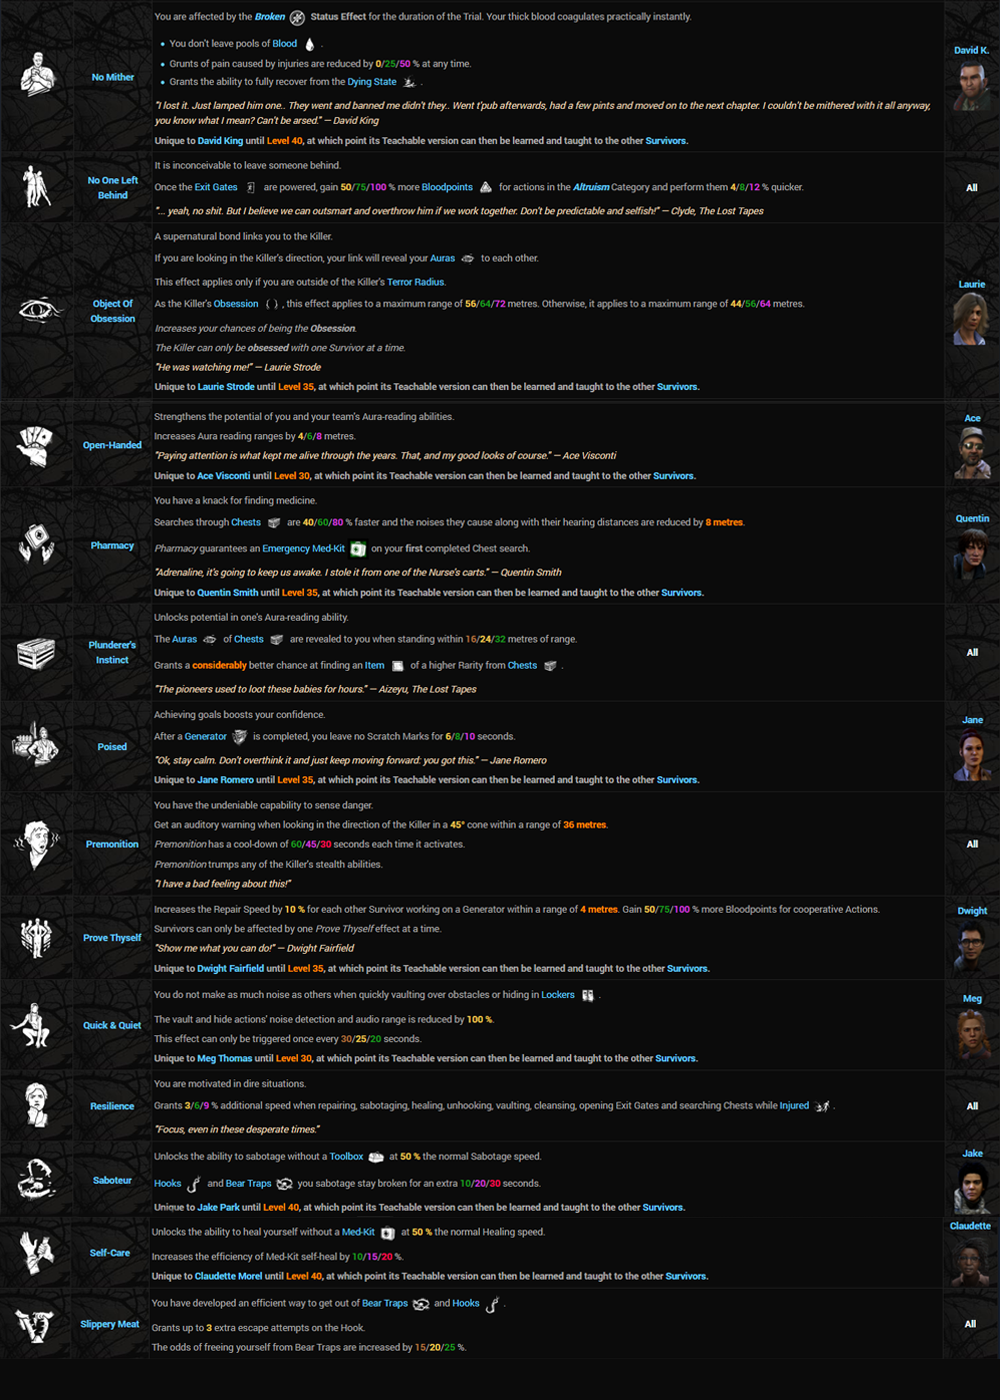 You are affected by the Broken Status Effect for the duration of the Trial. Your thick blood coagulates practically instantly.
• You don't leave pools of Blood .
• Grunts of pain caused by injuries are reduced by 0/25/50 % at any time.
• Grants the ability to fully recover from the Dying State .
No Mither
David K.
"I lost it. Just lamped him one.. They went and banned me didn't they.. Went t'pub afterwards, had a few pints and moved on to the next chapter. I couldn't be mithered with it all anyway,
you know what I mean? Can't be arsed." — David King
Unique to David King until Level 40, at which point its Teachable version can then be learned and taught to the other Survivors.
It is inconceivable to leave someone behind.
No One Left
Behind
Once the Exit Gates are powered, gain 50/75/100 % more Bloodpoints for actions in the Altruism Category and perform them 4/8/12 % quicker.
All
"... yeah, no shit. But I believe we can outsmart and overthrow him if we work together. Don't be predictable and selfish!" — Clyde, The Lost Tapes
A supernatural bond links you to the Killer.
If you are looking in the Killer's direction, your link will reveal your Auras to each other.
This effect applies only if you are outside of the Killer's Terror Radius.
Object Of
Obsession
As the Killer's Obsession , this effect applies to a maximum range of 56/64/72 metres. Otherwise, it applies to a maximum range of 44/56/64 metres.
Laurie
Increases your chances of being the Obsession.
The Killer can only be obsessed with one Survivor at a time.
"He was watching me!" — Laurie Strode
Unique to Laurie Strode until Level 35, at which point its Teachable version can then be learned and taught to the other Survivors.
Strengthens the potential of you and your team's Aura-reading abilities.
Open-Handed
Ace
Increases Aura reading ranges by 4/6/8 metres.
"Paying attention is what kept me alive through the years. That, and my good looks of course." — Ace Visconti
Unique to Ace Visconti until Level 30, at which point its Teachable version can then be learned and taught to the other Survivors.
You have a knack for finding medicine.
Searches through Chests are 40/60/80 % faster and the noises they cause along with their hearing distances are reduced by 8 metres.
Pharmacy
Quentin
Pharmacy guarantees an Emergency Med-Kit on your first completed Chest search.
"Adrenaline, it's going to keep us awake. I stole it from one of the Nurse's carts." — Quentin Smith
Unique to Quentin Smith until Level 35, at which point its Teachable version can then be learned and taught to the other Survivors.
Unlocks potential in one's Aura-reading ability.
Plunderer's
Instinct
The Auras of Chests are revealed to you when standing within 16/24/32 metres of range.
All
Grants a considerably better chance at finding an Item of a higher Rarity from Chests .
"The pioneers used to loot these babies for hours." — Aizeyu, The Lost Tapes
Achieving goals boosts your confidence.
Poised
Jane
After a Generator is completed, you leave no Scratch Marks for 6/8/10 seconds.
"Ok, stay calm. Don't overthink it and just keep moving forward: you got this." — Jane Romero
Unique to Jane Romero until Level 35, at which point its Teachable version can then be learned and taught to the other Survivors.
You have the undeniable capability to sense danger.
Get an auditory warning when looking in the direction of the Killer in a 45° cone within a range of 36 metres.
Premonition
All
Premonition has a cool-down of 60/45/30 seconds each time it activates.
Premonition trumps any of the Killer's stealth abilities.
"I have a bad feeling about this!"
Increases the Repair Speed by 10 % for each other Survivor working on a Generator within a range of 4 metres. Gain 50/75/100 % more Bloodpoints for cooperative Actions.
Prove Thyself
Dwight
Survivors can only be affected by one Prove Thyself effect at a time.
"Show me what you can do!" — Dwight Fairfield
Unique to Dwight Fairfield until Level 35, at which point its Teachable version can then be learned and taught to the other Survivors.
You do not make as much noise as others when quickly vaulting over obstacles or hiding in Lockers .
Quick & Quiet
Meg
The vault and hide actions' noise detection and audio range is reduced by 100 %.
This effect can only be triggered once every 30/25/20 seconds.
Unique to Meg Thomas until Level 30, at which point its Teachable version can then be learned and taught to the other Survivors.
You are motivated in dire situations.
Resilience
All
Grants 3/6/9 % additional speed when repairing, sabotaging, healing, unhooking, vaulting, cleansing, opening Exit Gates and searching Chests while Injured .
"Focus, even in these desperate times."
Unlocks the ability to sabotage without a Toolbox at 50 % the normal Sabotage speed.
Saboteur
Jake
Hooks and Bear Traps you sabotage stay broken for an extra 10/20/30 seconds.
Unique to Jake Park until Level 40, at which point its Teachable version can then be learned and taught to the other Survivors.
Unlocks the ability to heal yourself without a Med-Kit at 50 % the normal Healing speed.
Self-Care
Claudette
Increases the efficiency of Med-Kit self-heal by 10/15/20 %.
Unique to Claudette Morel until Level 40, at which point its Teachable version can then be learned and taught to the other Survivors.
You have developed an efficient way to get out of Bear Traps and Hooks .
Slippery Meat
All
Grants up to 3 extra escape attempts on the Hook.
The odds of freeing yourself from Bear Traps are increased by 15/20/25 %.